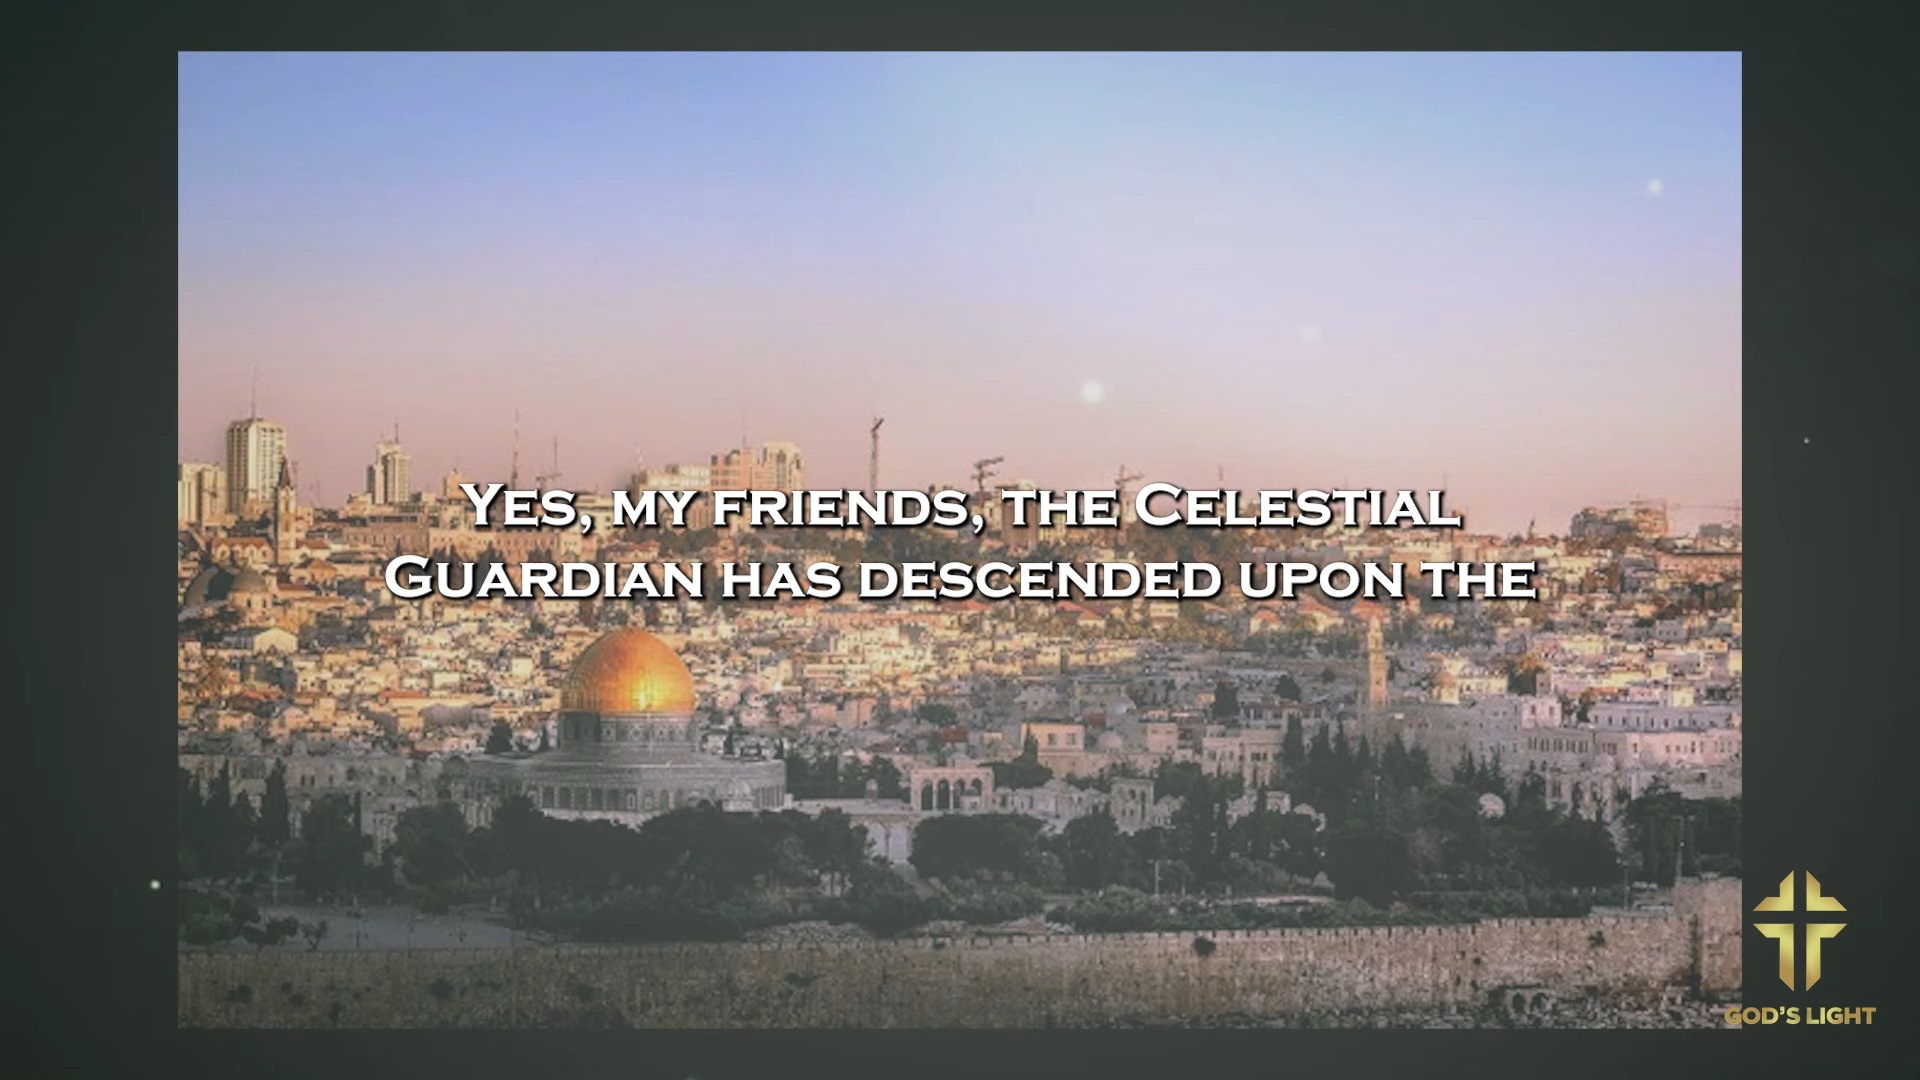 Yes, my friends, the Celestial
Guardian has descended upon the
GOD'S LIGHT